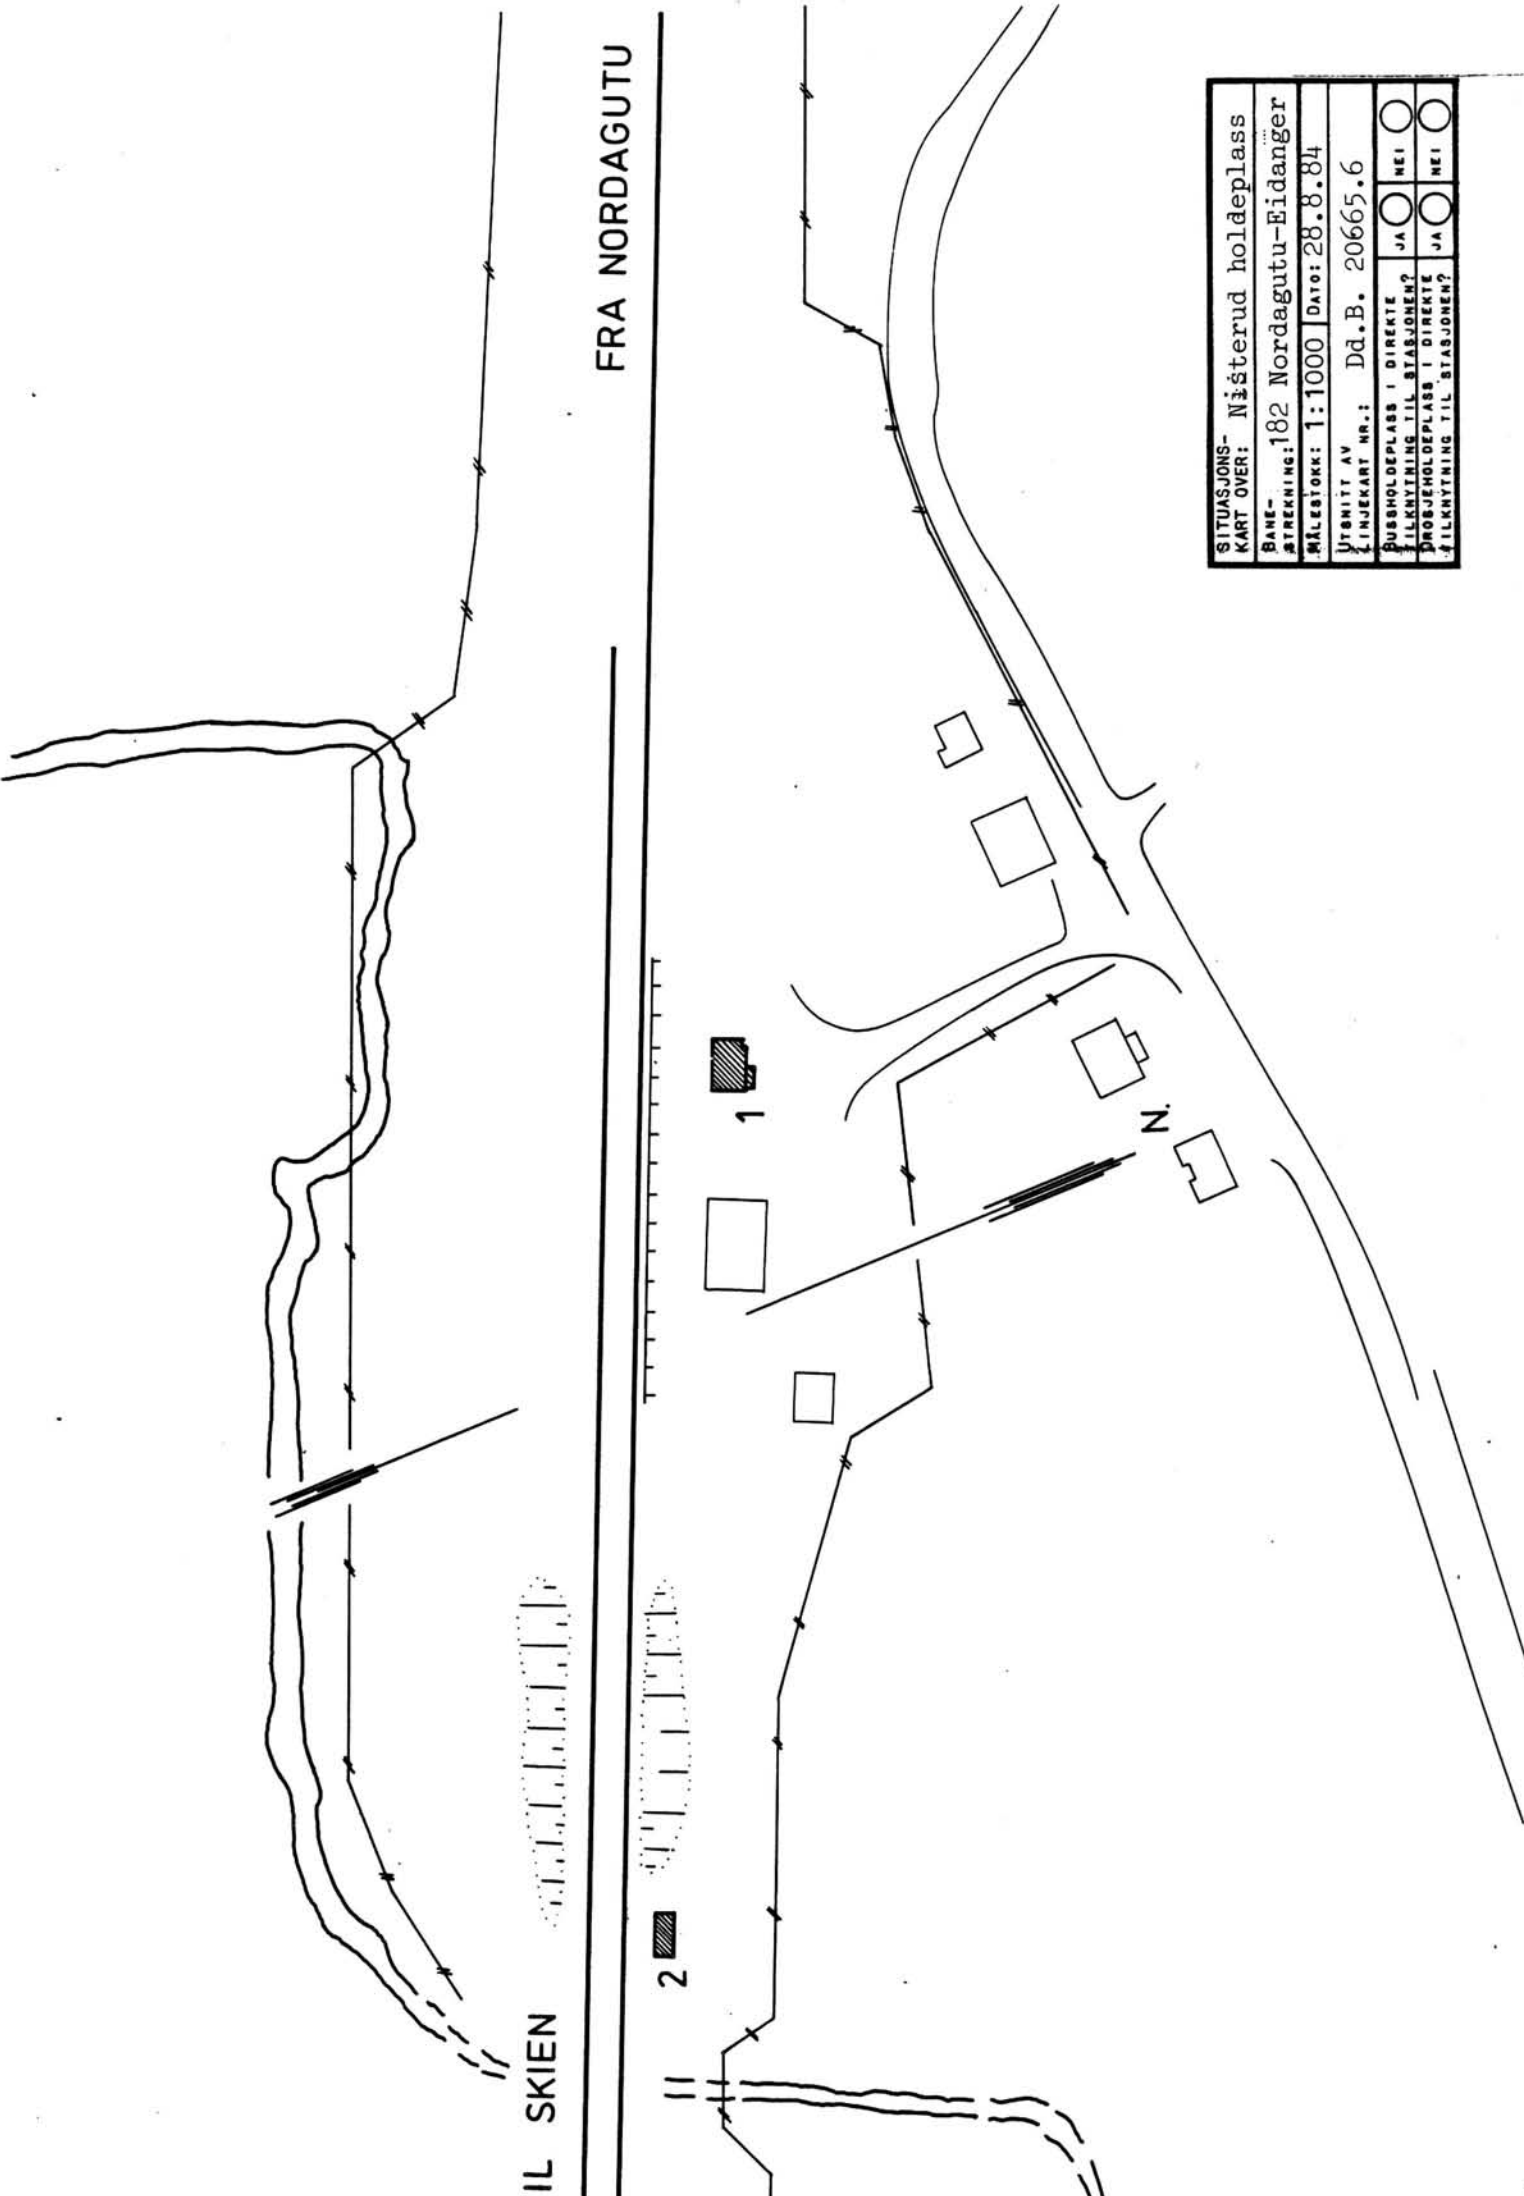 FRA NORDAGUTU
IL SKIEN
1
2
N.
SITUASJONS-
KART OVER: Nisterud holdeplass
BANE-
STREKNING: 182 Nordagutu-Eidanger
MÅLESTOKK: 1:1000 DATO: 28.8.84
UTSNITT AV
LINJEKART NR.: Dd.B. 20665.6
BUSSHOLDEPLASS I DIREKTE
TILKNYTNING TIL STASJONEN? JA NEI
DROSJEHOLDEPLASS I DIREKTE
TILKNYTNING TIL STASJONEN? JA NEI